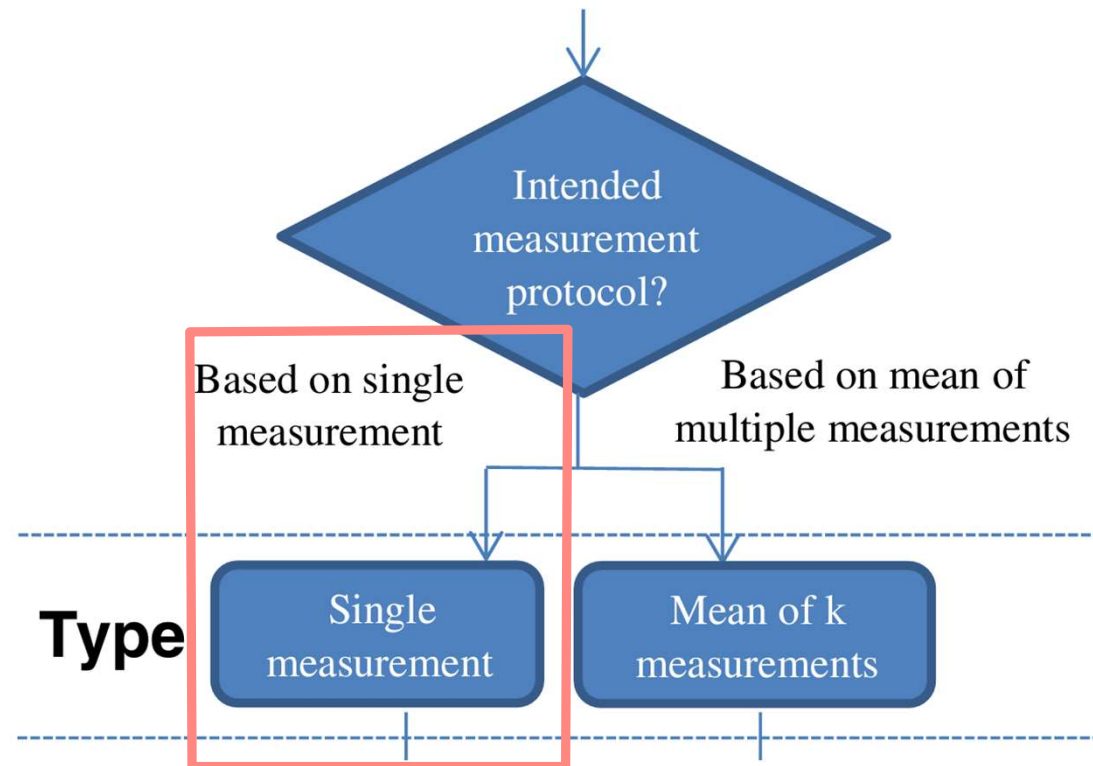 Intended
measurement
protocol?
Based on single
measurement
Based on mean of
multiple measurements
Type
Single
measurement
Mean of k
measurements